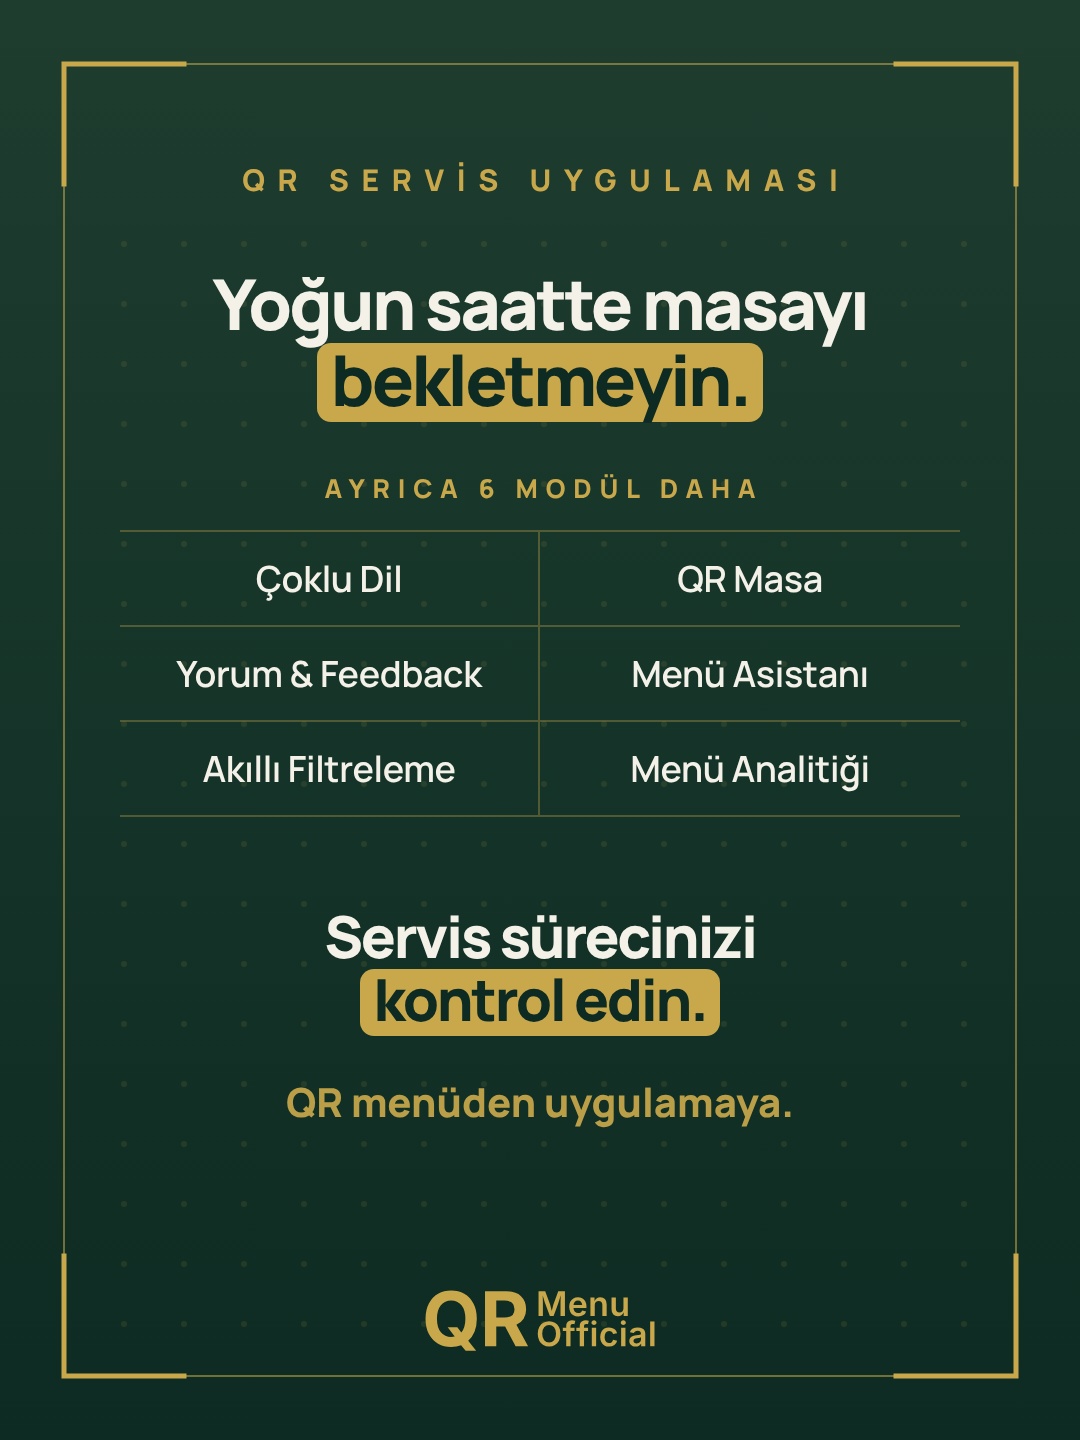 QR SERVİS UYGULAMASI
Yoğun saatte masayı
bekletmeyin.
AYRICA 6 MODÜL DAHA
Çoklu Dil
QR Masa
Yorum & Feedback
Menü Asistanı
Akıllı Filtreleme
Menü Analitiği
Servis sürecinizi
kontrol edin.
QR menüden uygulamaya.
QR Menu
Official